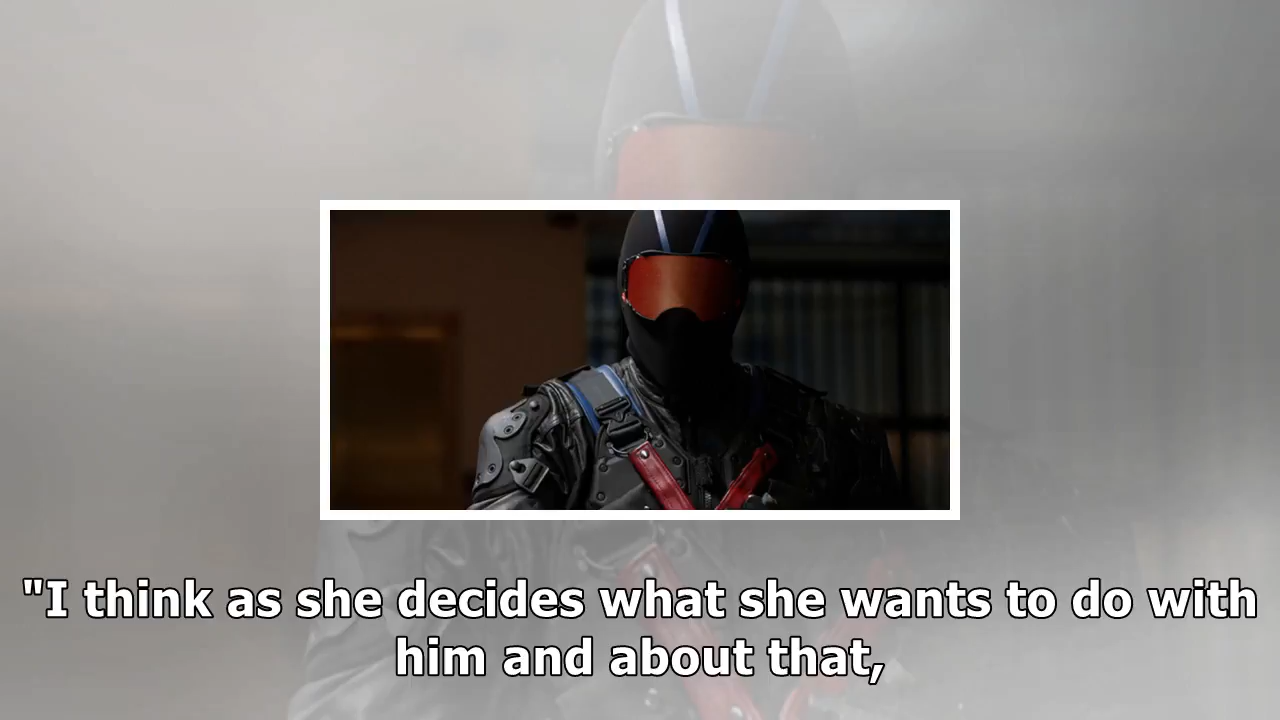 "I think as she decides what she wants to do with
him and about that,